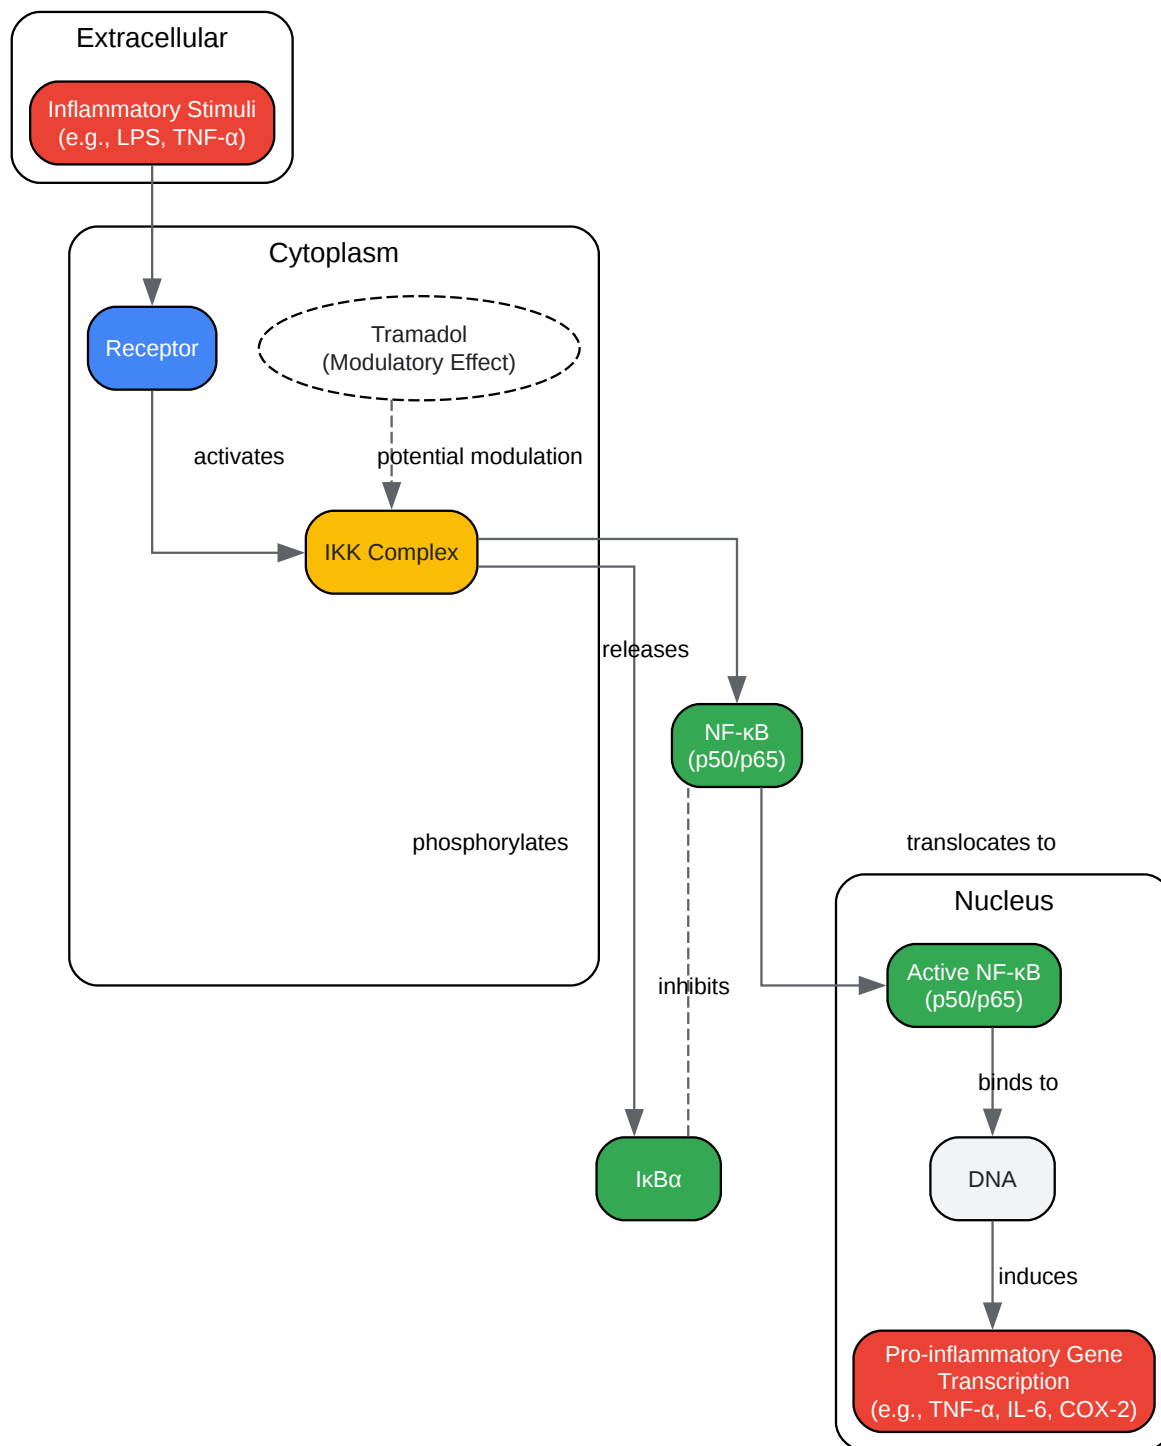 Extracellular
Inflammatory Stimuli
(e.g., LPS, TNF-α)
Cytoplasm
Receptor
Tramadol
(Modulatory Effect)
activates
potential modulation
IKK Complex
releases
NF-κB
(p50/p65)
phosphorylates
translocates to
Nucleus
Active NF-κB
(p50/p65)
inhibits
binds to
IκBα
DNA
induces
Pro-inflammatory Gene
Transcription
(e.g., TNF-α, IL-6, COX-2)